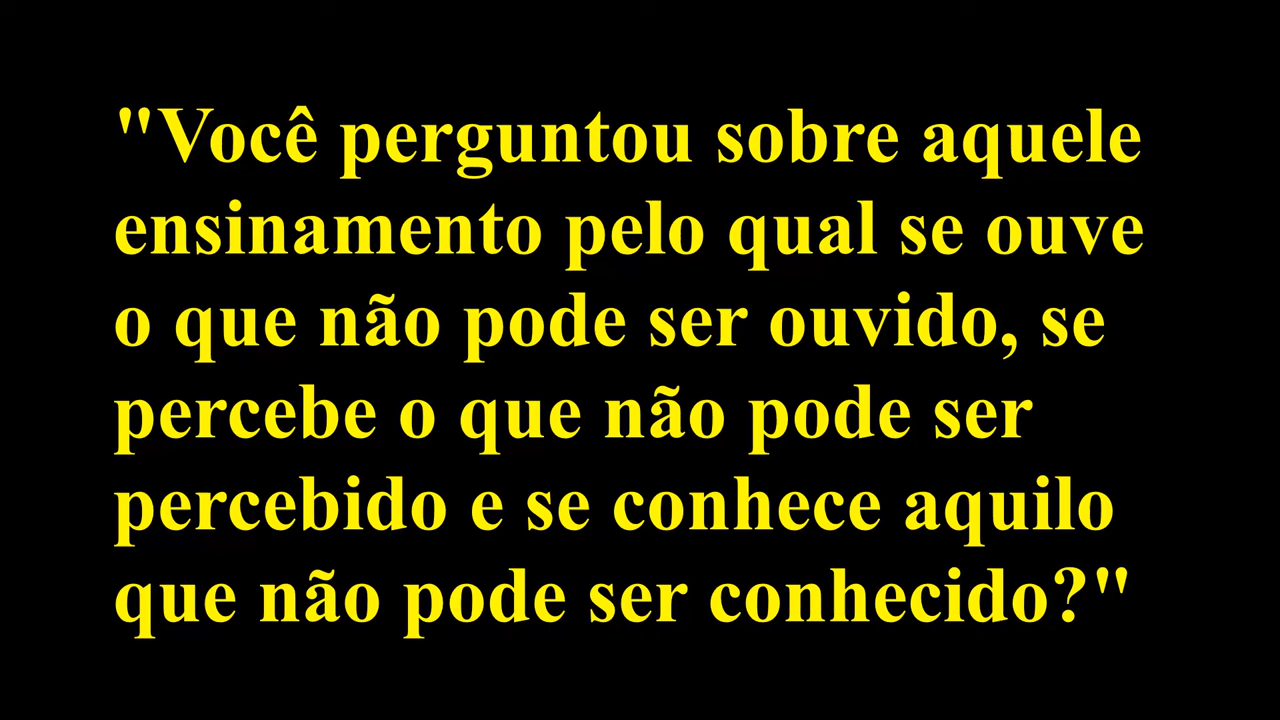 "Você perguntou sobre aquele
ensinamento pelo qual se ouve
o que não pode ser ouvido, se
percebe o que não pode ser
percebido e se conhece aquilo
que não pode ser conhecido?"